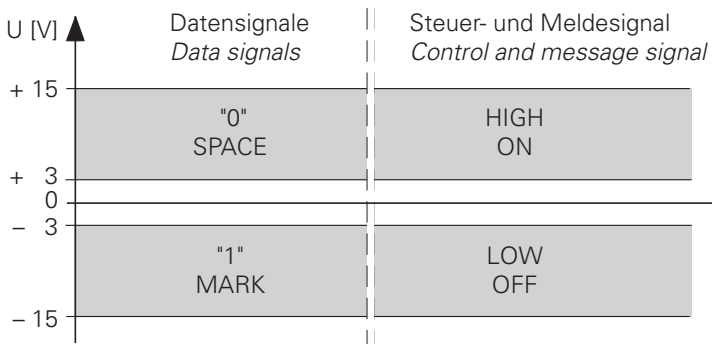 U [V]
Datensignale
Data signals
Steuer- und Meldesignal
Control and message signal
+ 15
"0"
SPACE
HIGH
ON
+ 3
0
– 3
"1"
MARK
LOW
OFF
– 15